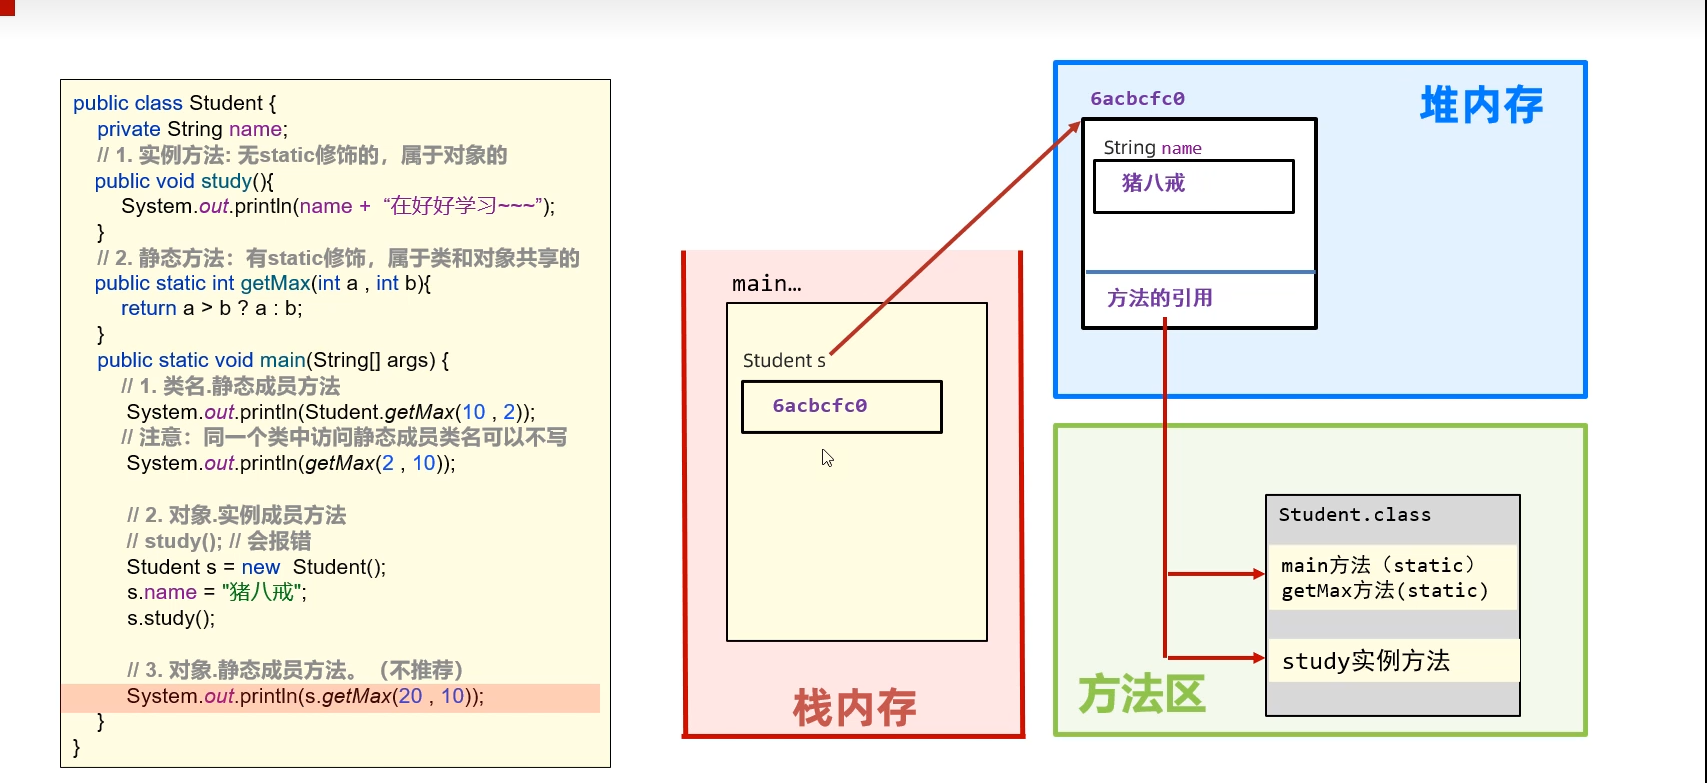 public class Student {
private String name;
// 1. 实例方法: 无static修饰的，属于对象的
public void study(){
System.out.println(name + “在好好学习~~~”);
}
// 2. 静态方法：有static修饰，属于类和对象共享的
public static int getMax(int a , int b){
return a > b ? a : b;
}
public static void main(String[] args) {
// 1. 类名.静态成员方法
System.out.println(Student.getMax(10 , 2));
// 注意：同一个类中访问静态成员类名可以不写
System.out.println(getMax(2 , 10));
// 2. 对象.实例成员方法
// study(); // 会报错
Student s = new Student();
s.name = "猪八戒";
s.study();
// 3. 对象.静态成员方法。（不推荐）
System.out.println(s.getMax(20 , 10));
}
}
main…
Student s
6acbcfc0
栈内存
堆内存
6acbcfc0
String name
猪八戒
方法的引用
Student.class
main方法（static）
getMax方法(static)
study实例方法
方法区